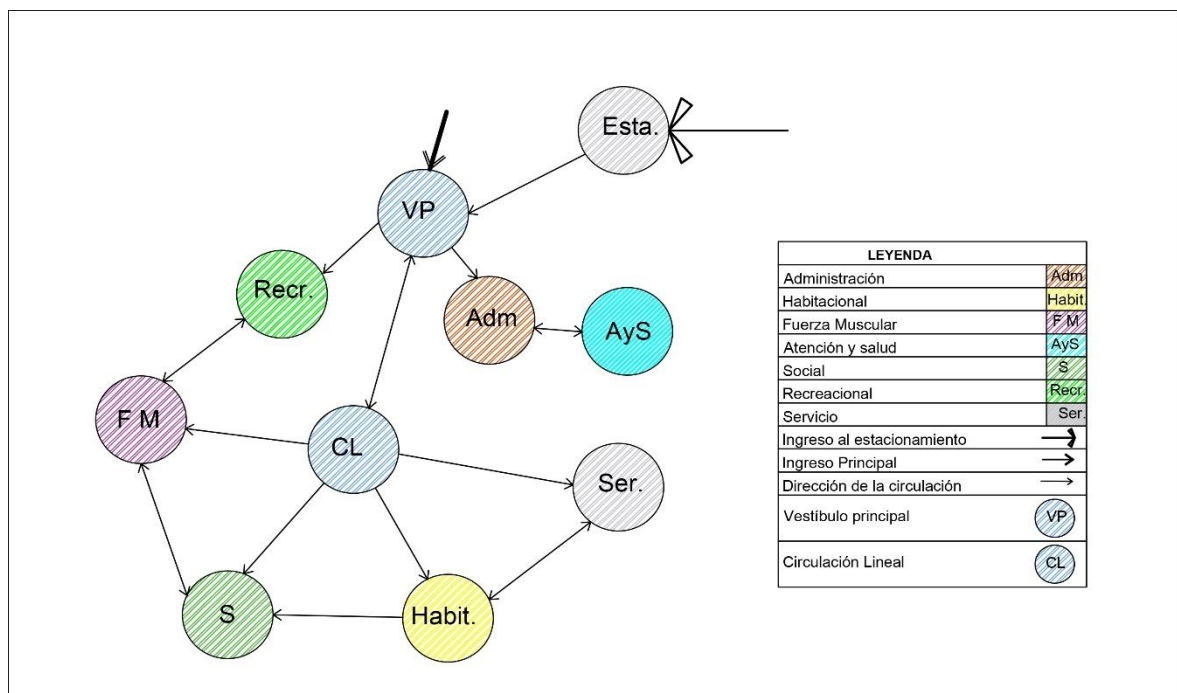 Esta.
VP
Recr.
Adm
AyS
F M
CL
Ser.
S
Habit.
LEYENDA
Administración Adm
Habitacional Habit.
Fuerza Muscular F M
Atención y salud AyS
Social S
Recreacional Recr.
Servicio Ser.
Ingreso al estacionamiento
Ingreso Principal
Dirección de la circulación
Vestíbulo principal VP
Circulación Lineal CL